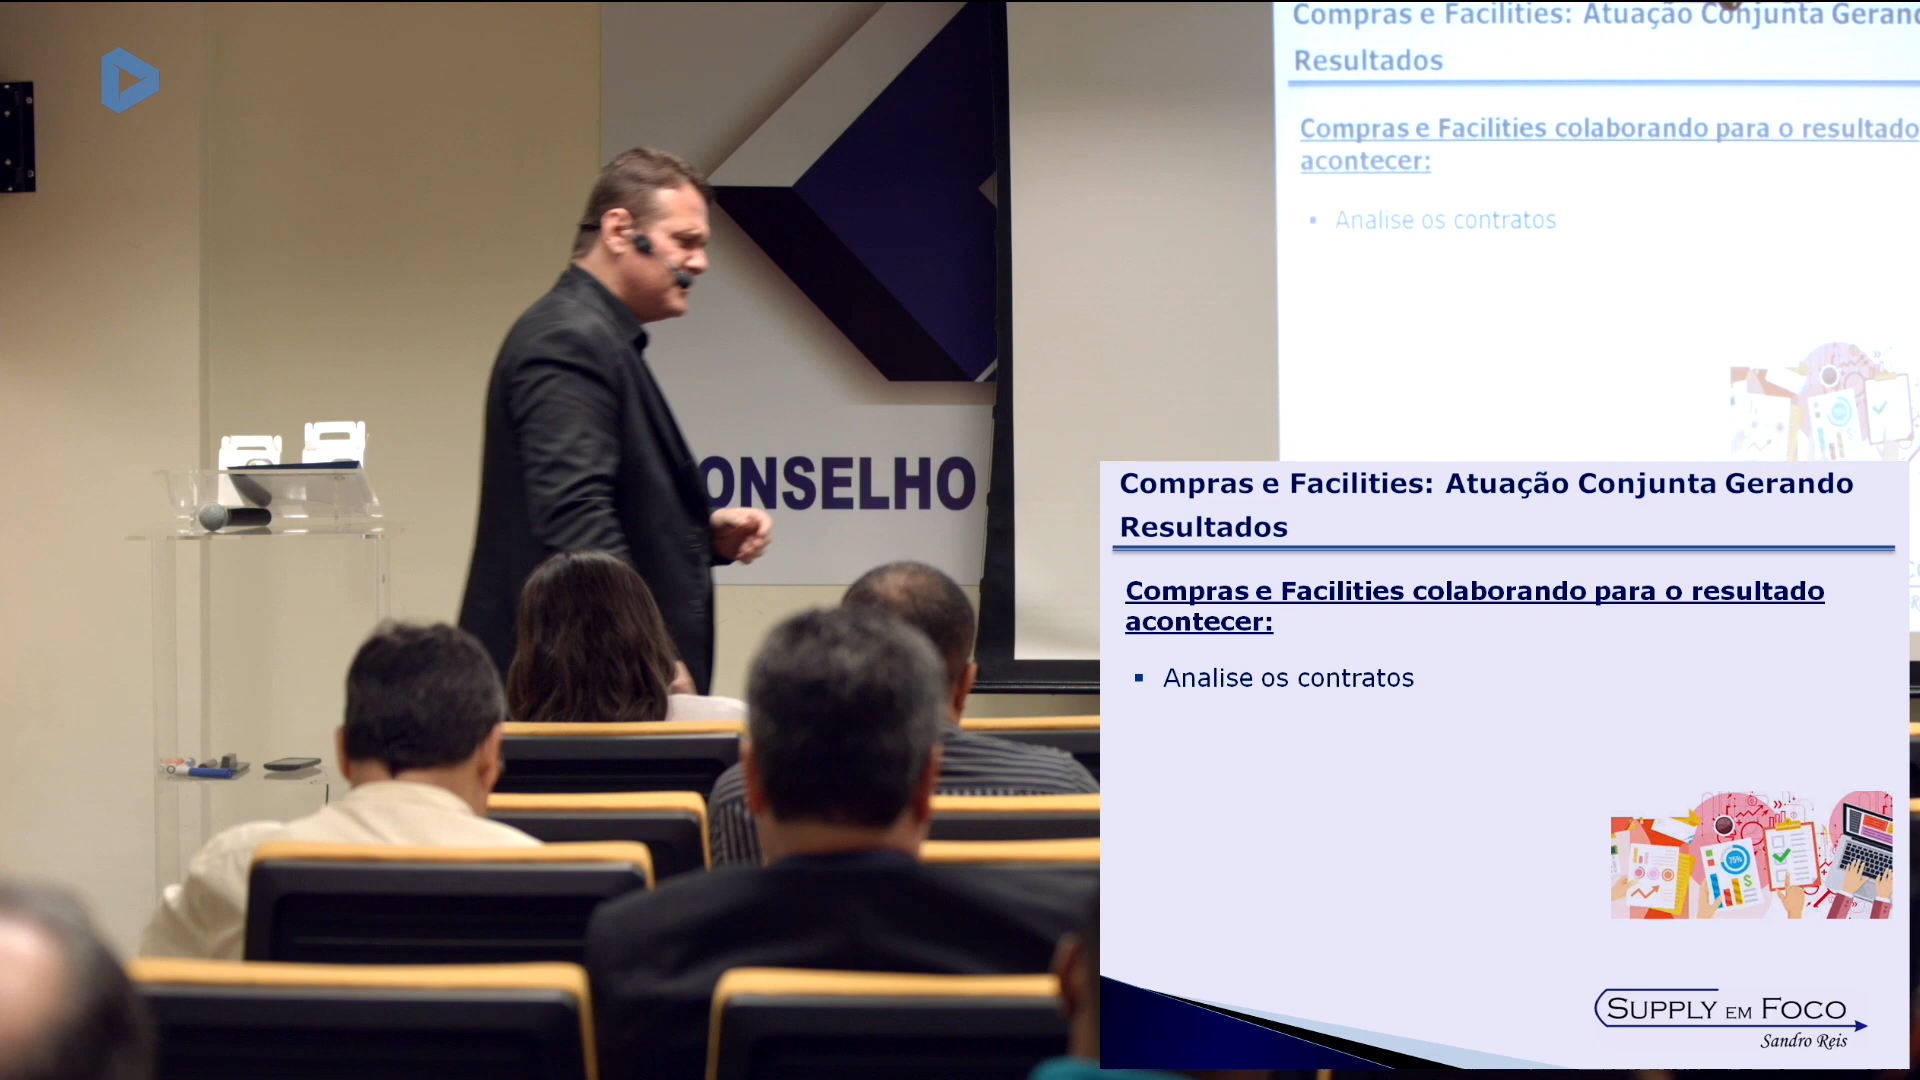 Compras e Facilities: Atuação Conjunta
Resultados
Compras e Facilities colaborando para o resultado
acontecer:
▪ Analise os contratos
ONSELHO
Compras e Facilities: Atuação Conjunta Gerando
Resultados
Compras e Facilities colaborando para o resultado
acontecer:
▪ Analise os contratos
75%
$
SUPPLY EM FOCO
Sandro Reis